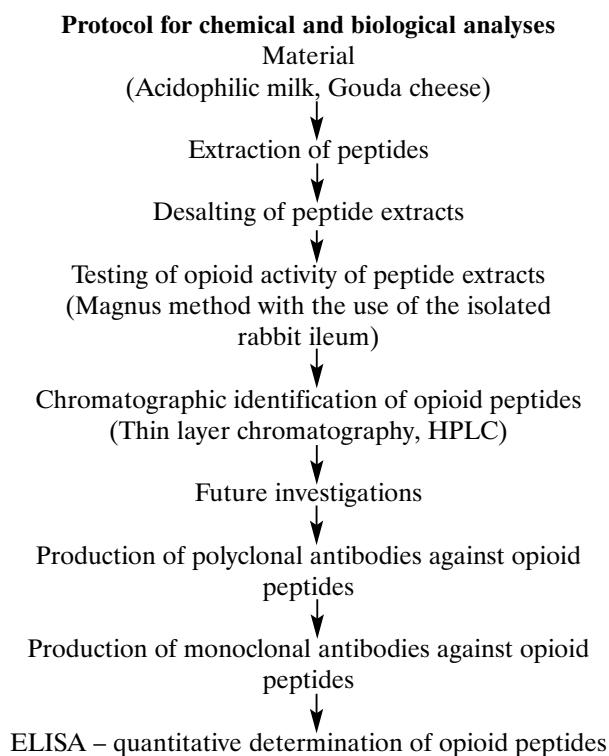 Protocol for chemical and biological analyses
Material
(Acidophilic milk, Gouda cheese)
Extraction of peptides
Desalting of peptide extracts
Testing of opioid activity of peptide extracts
(Magnus method with the use of the isolated
rabbit ileum)
Chromatographic identification of opioid peptides
(Thin layer chromatography, HPLC)
Future investigations
Production of polyclonal antibodies against opioid
peptides
Production of monoclonal antibodies against opioid
peptides
ELISA – quantitative determination of opioid peptides